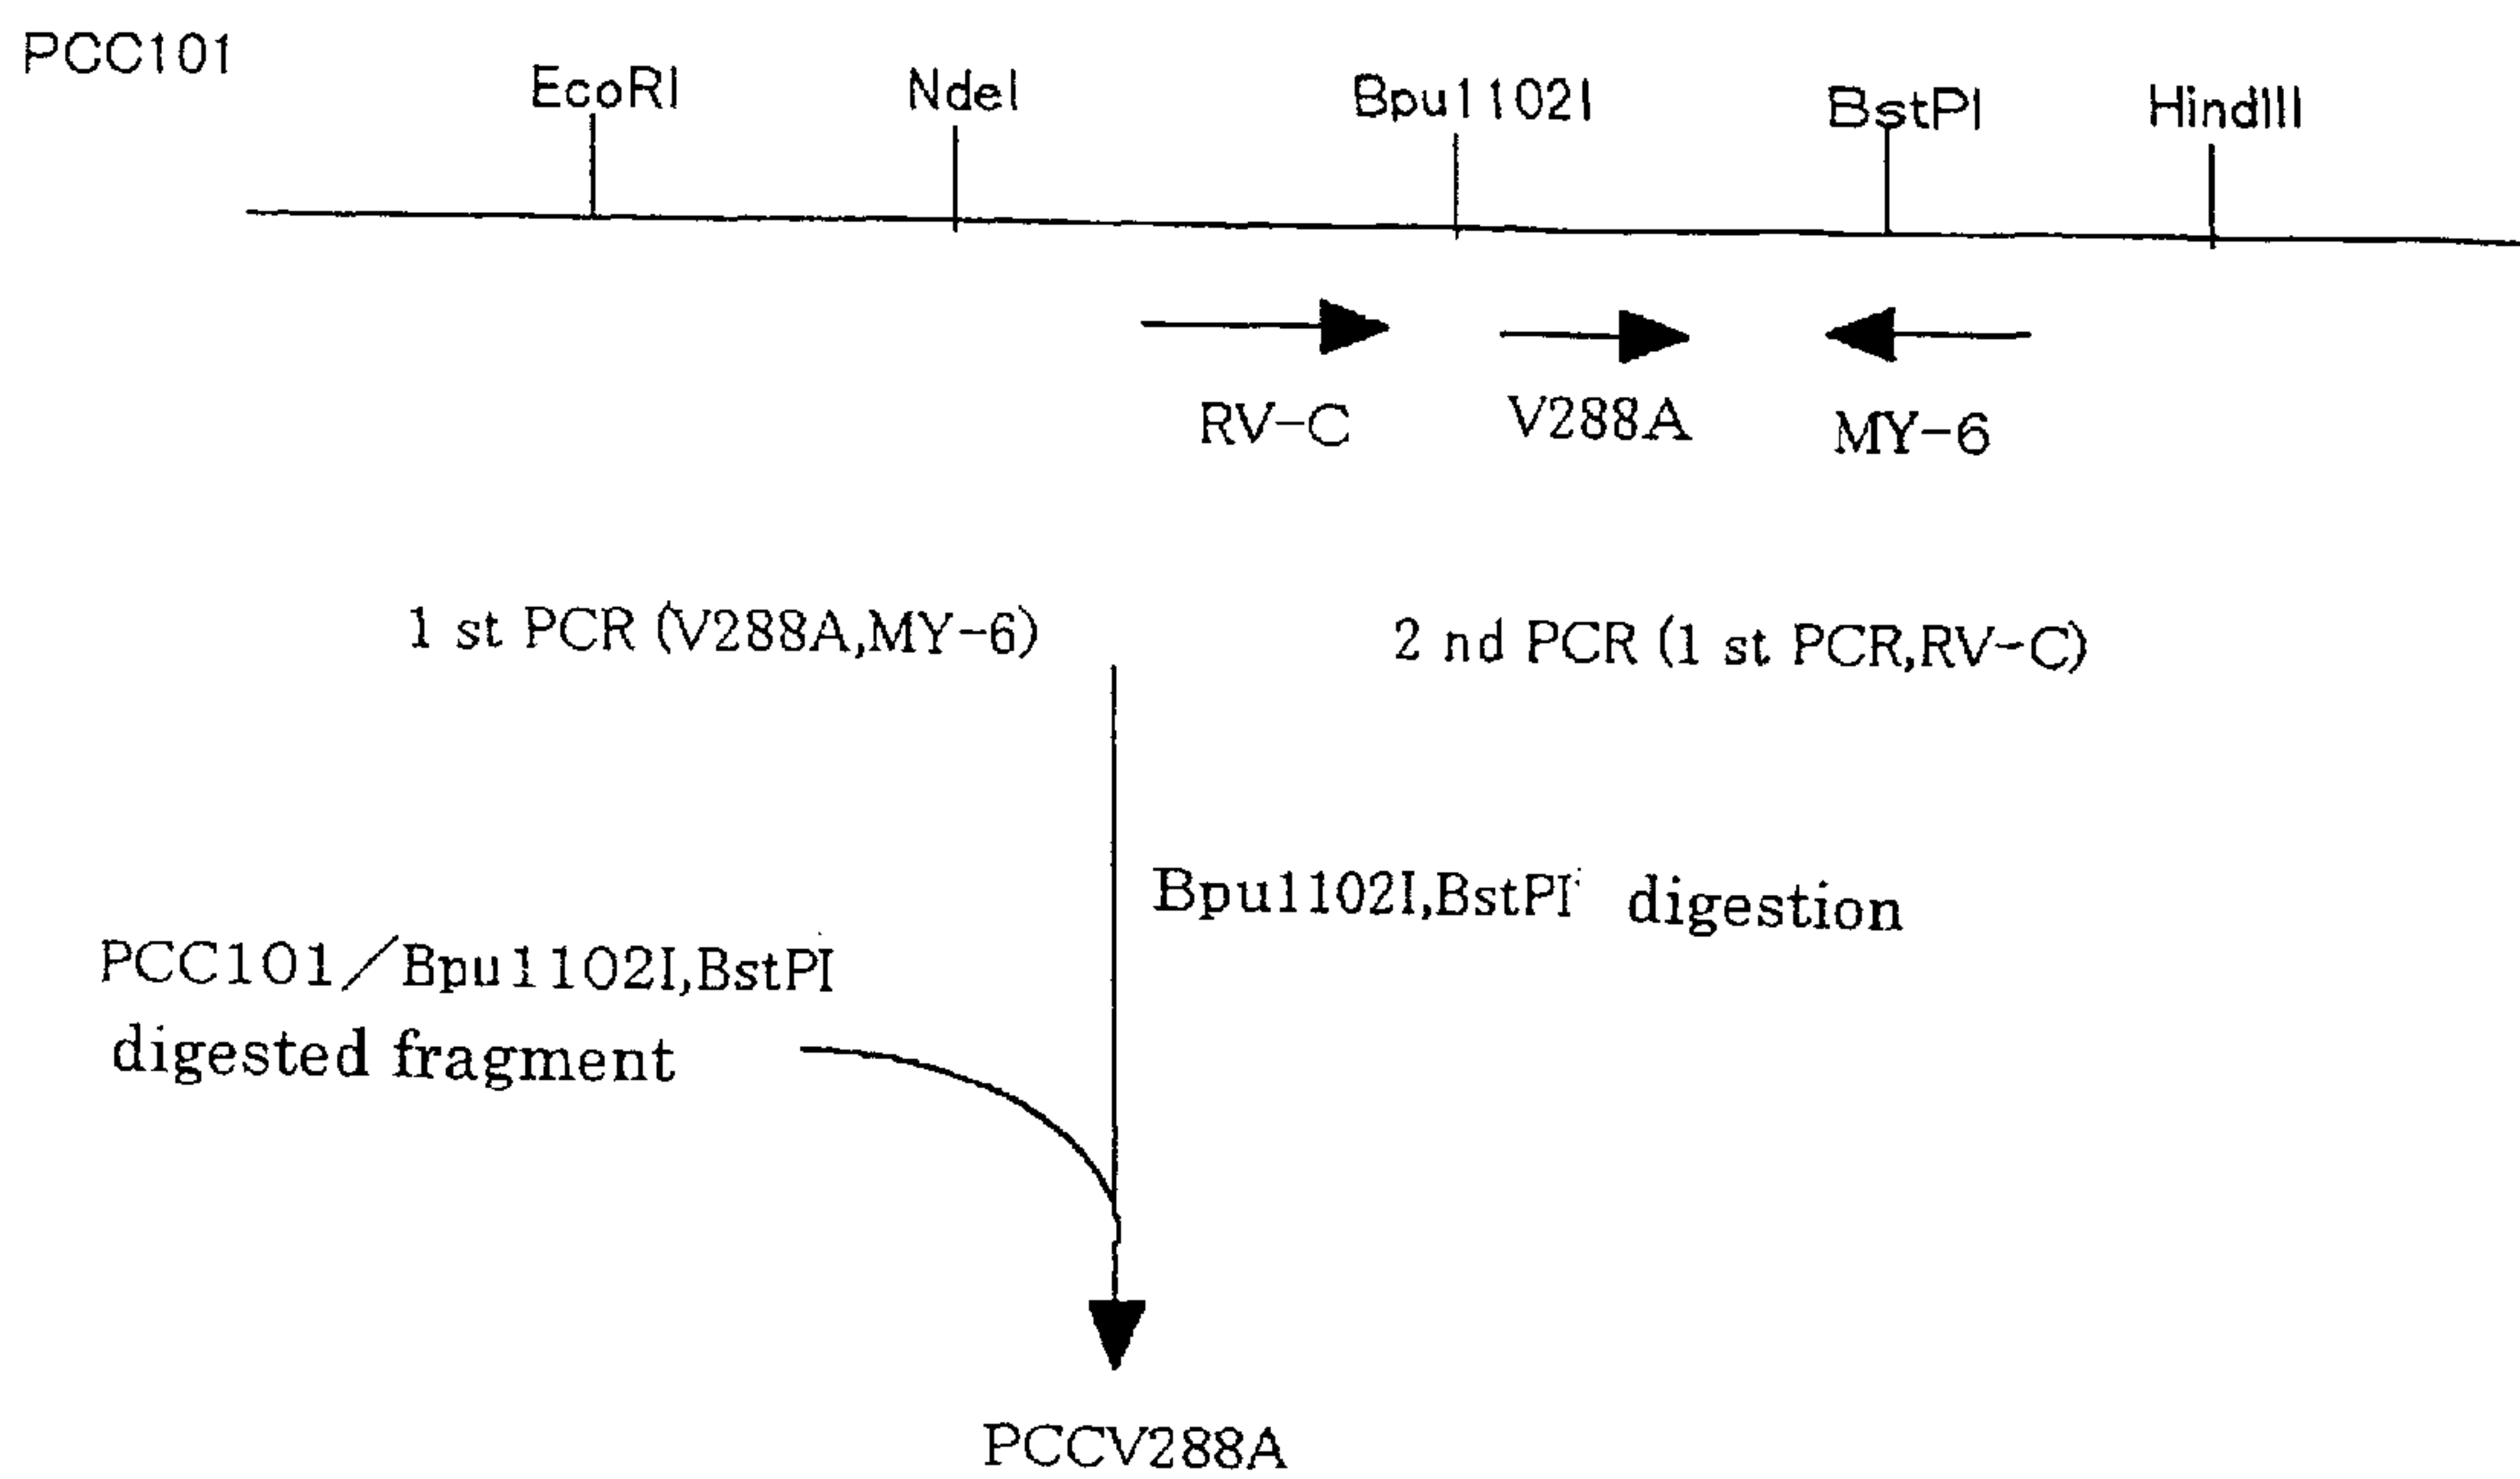 PCC101
EcoRI
NdeI
Bpu1102I
BstPI
HindIII
RV-C
V288A
MY-6
1 st PCR (V288A,MY-6)
2 nd PCR (1 st PCR,RV-C)
Bpu1102I,BstPI digestion
PCC101/Bpu1102I,BstPI
digested fragment
PCCV288A